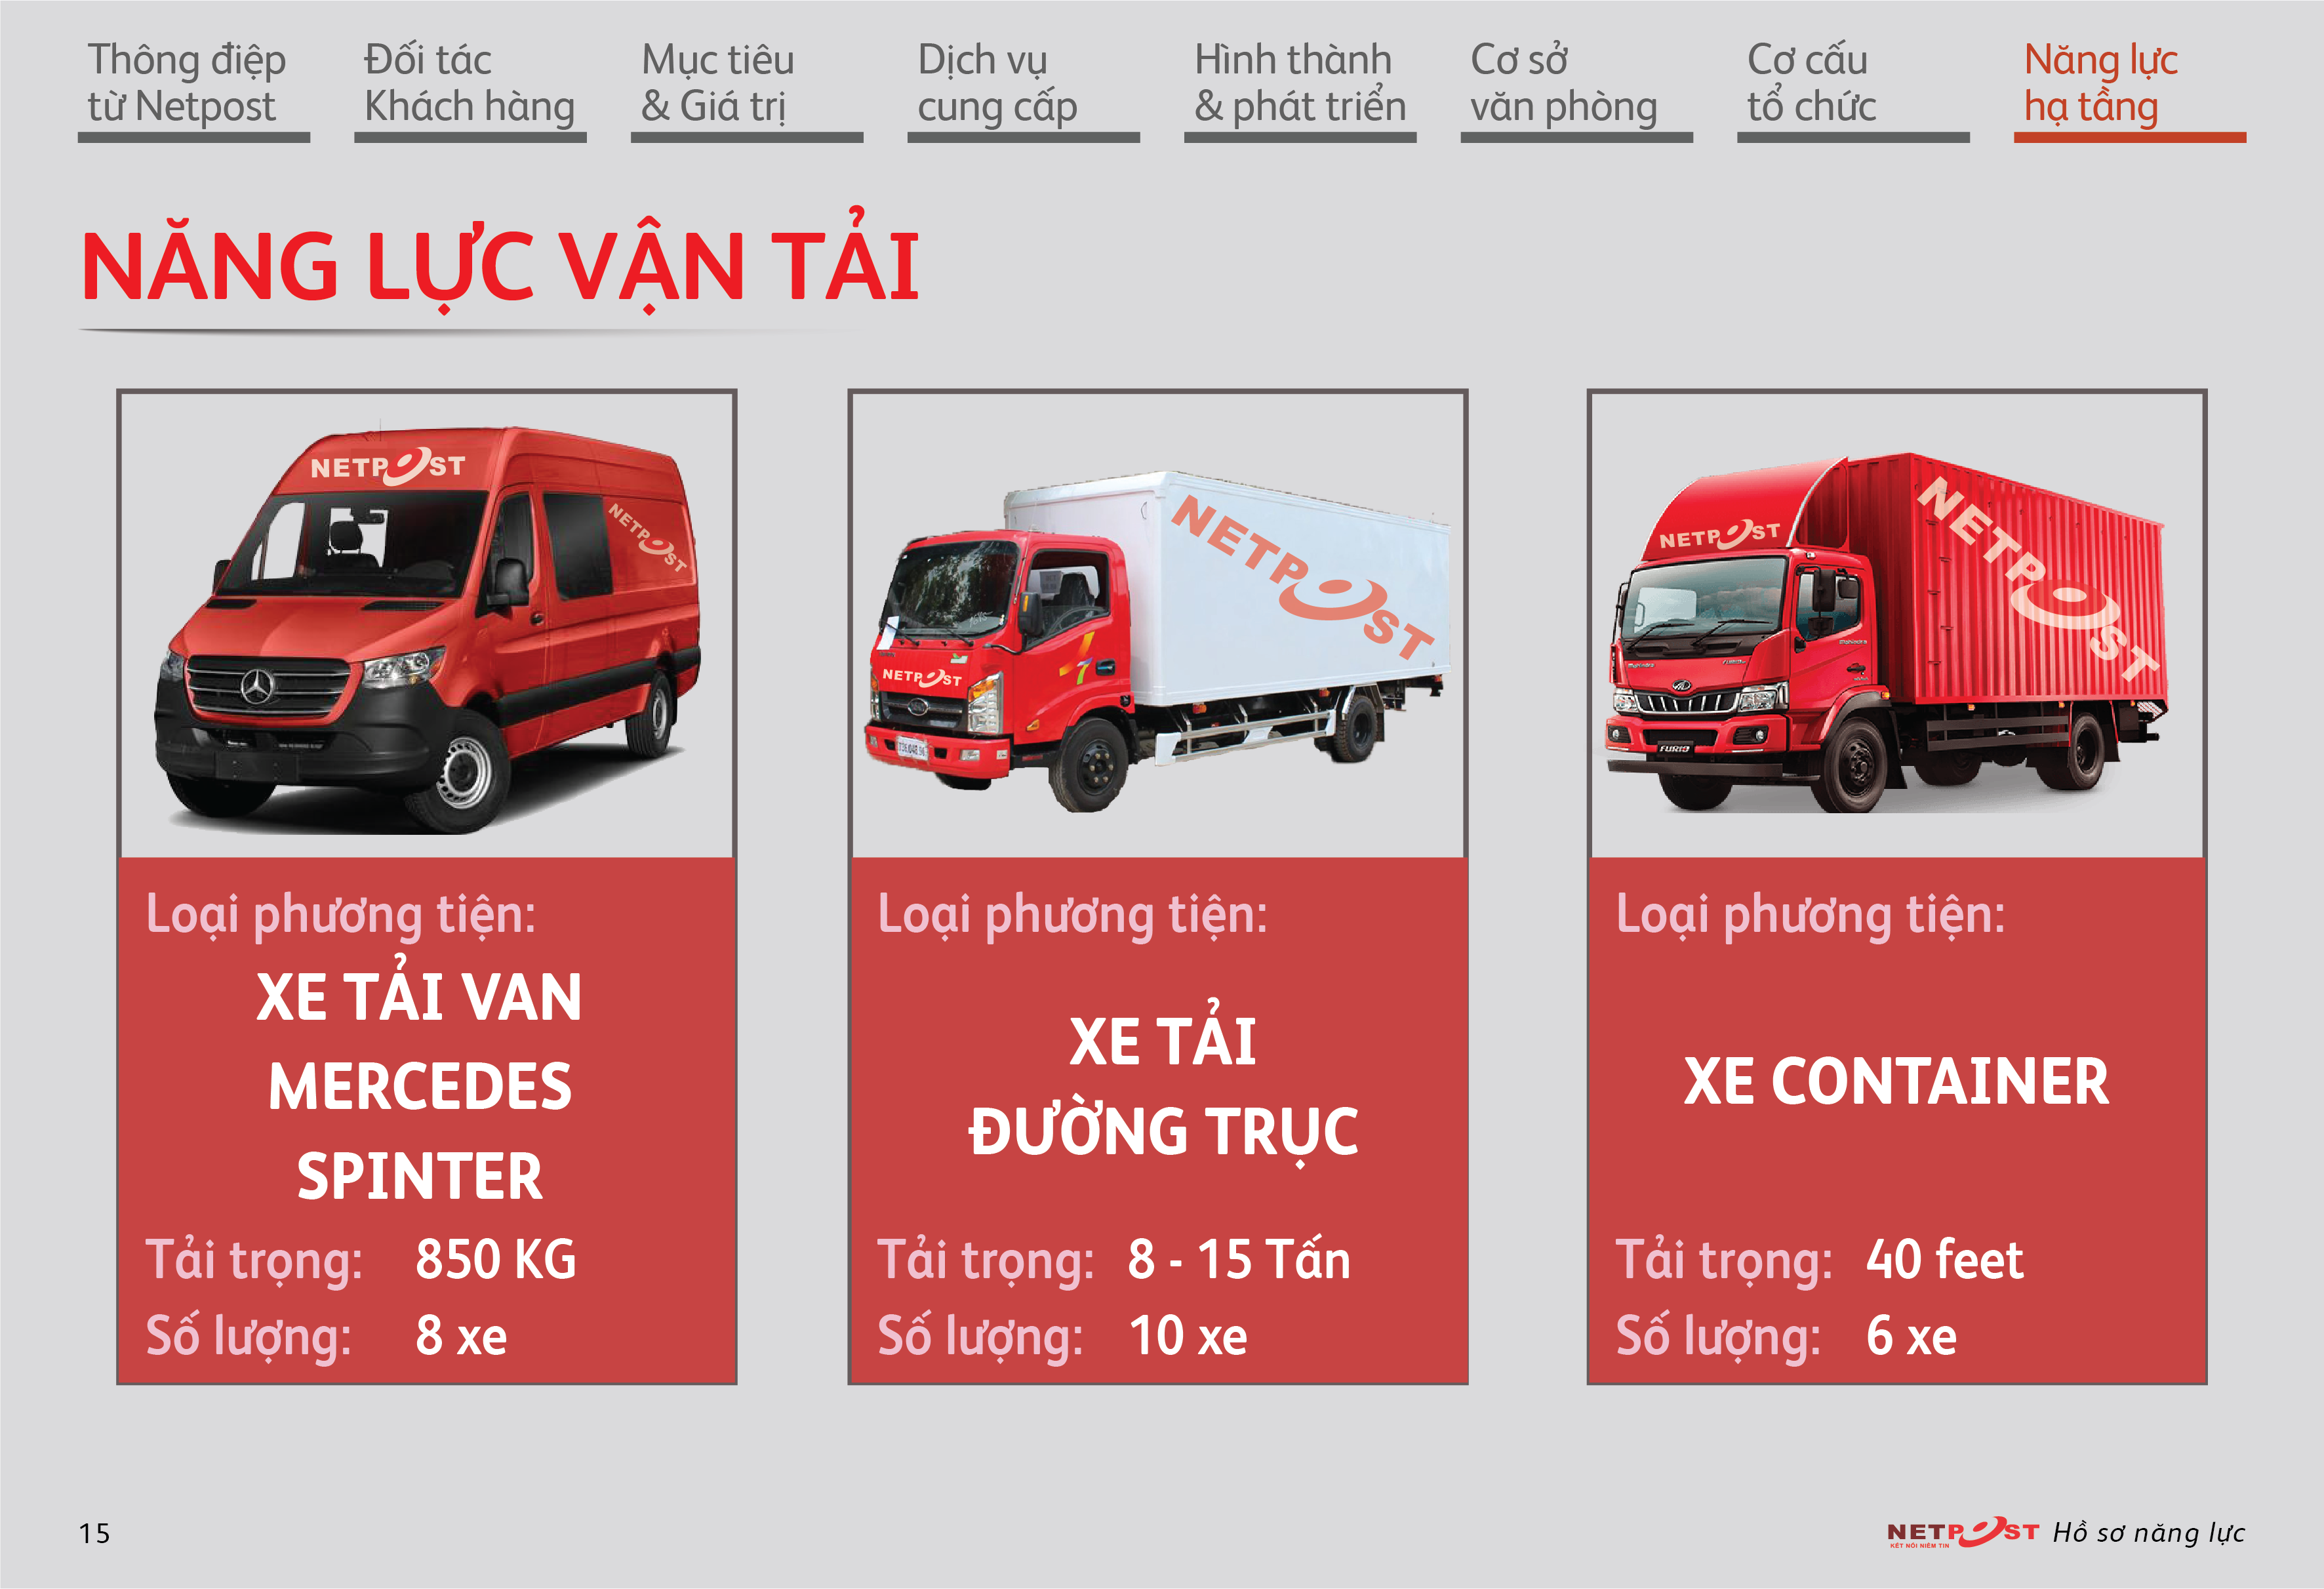 Thông điệp
từ Netpost
Đối tác
Khách hàng
Mục tiêu
& Giá trị
Dịch vụ
cung cấp
Hình thành
& phát triển
Cơ sở
văn phòng
Cơ cấu
tổ chức
Năng lực
hạ tầng
NĂNG LỰC VẬN TẢI
NETPOST
NETPOST
Loại phương tiện:
XE TẢI VAN
MERCEDES
SPINTER
Tải trọng: 850 KG
Số lượng: 8 xe
NETPOST
NETPOST
Loại phương tiện:
XE TẢI
ĐƯỜNG TRỤC
Tải trọng: 8 - 15 Tấn
Số lượng: 10 xe
NETPOST
NETPOST
FURIO
Loại phương tiện:
XE CONTAINER
Tải trọng: 40 feet
Số lượng: 6 xe
15
NETPOST Hồ sơ năng lực
KẾT NỐI NIỀM TIN